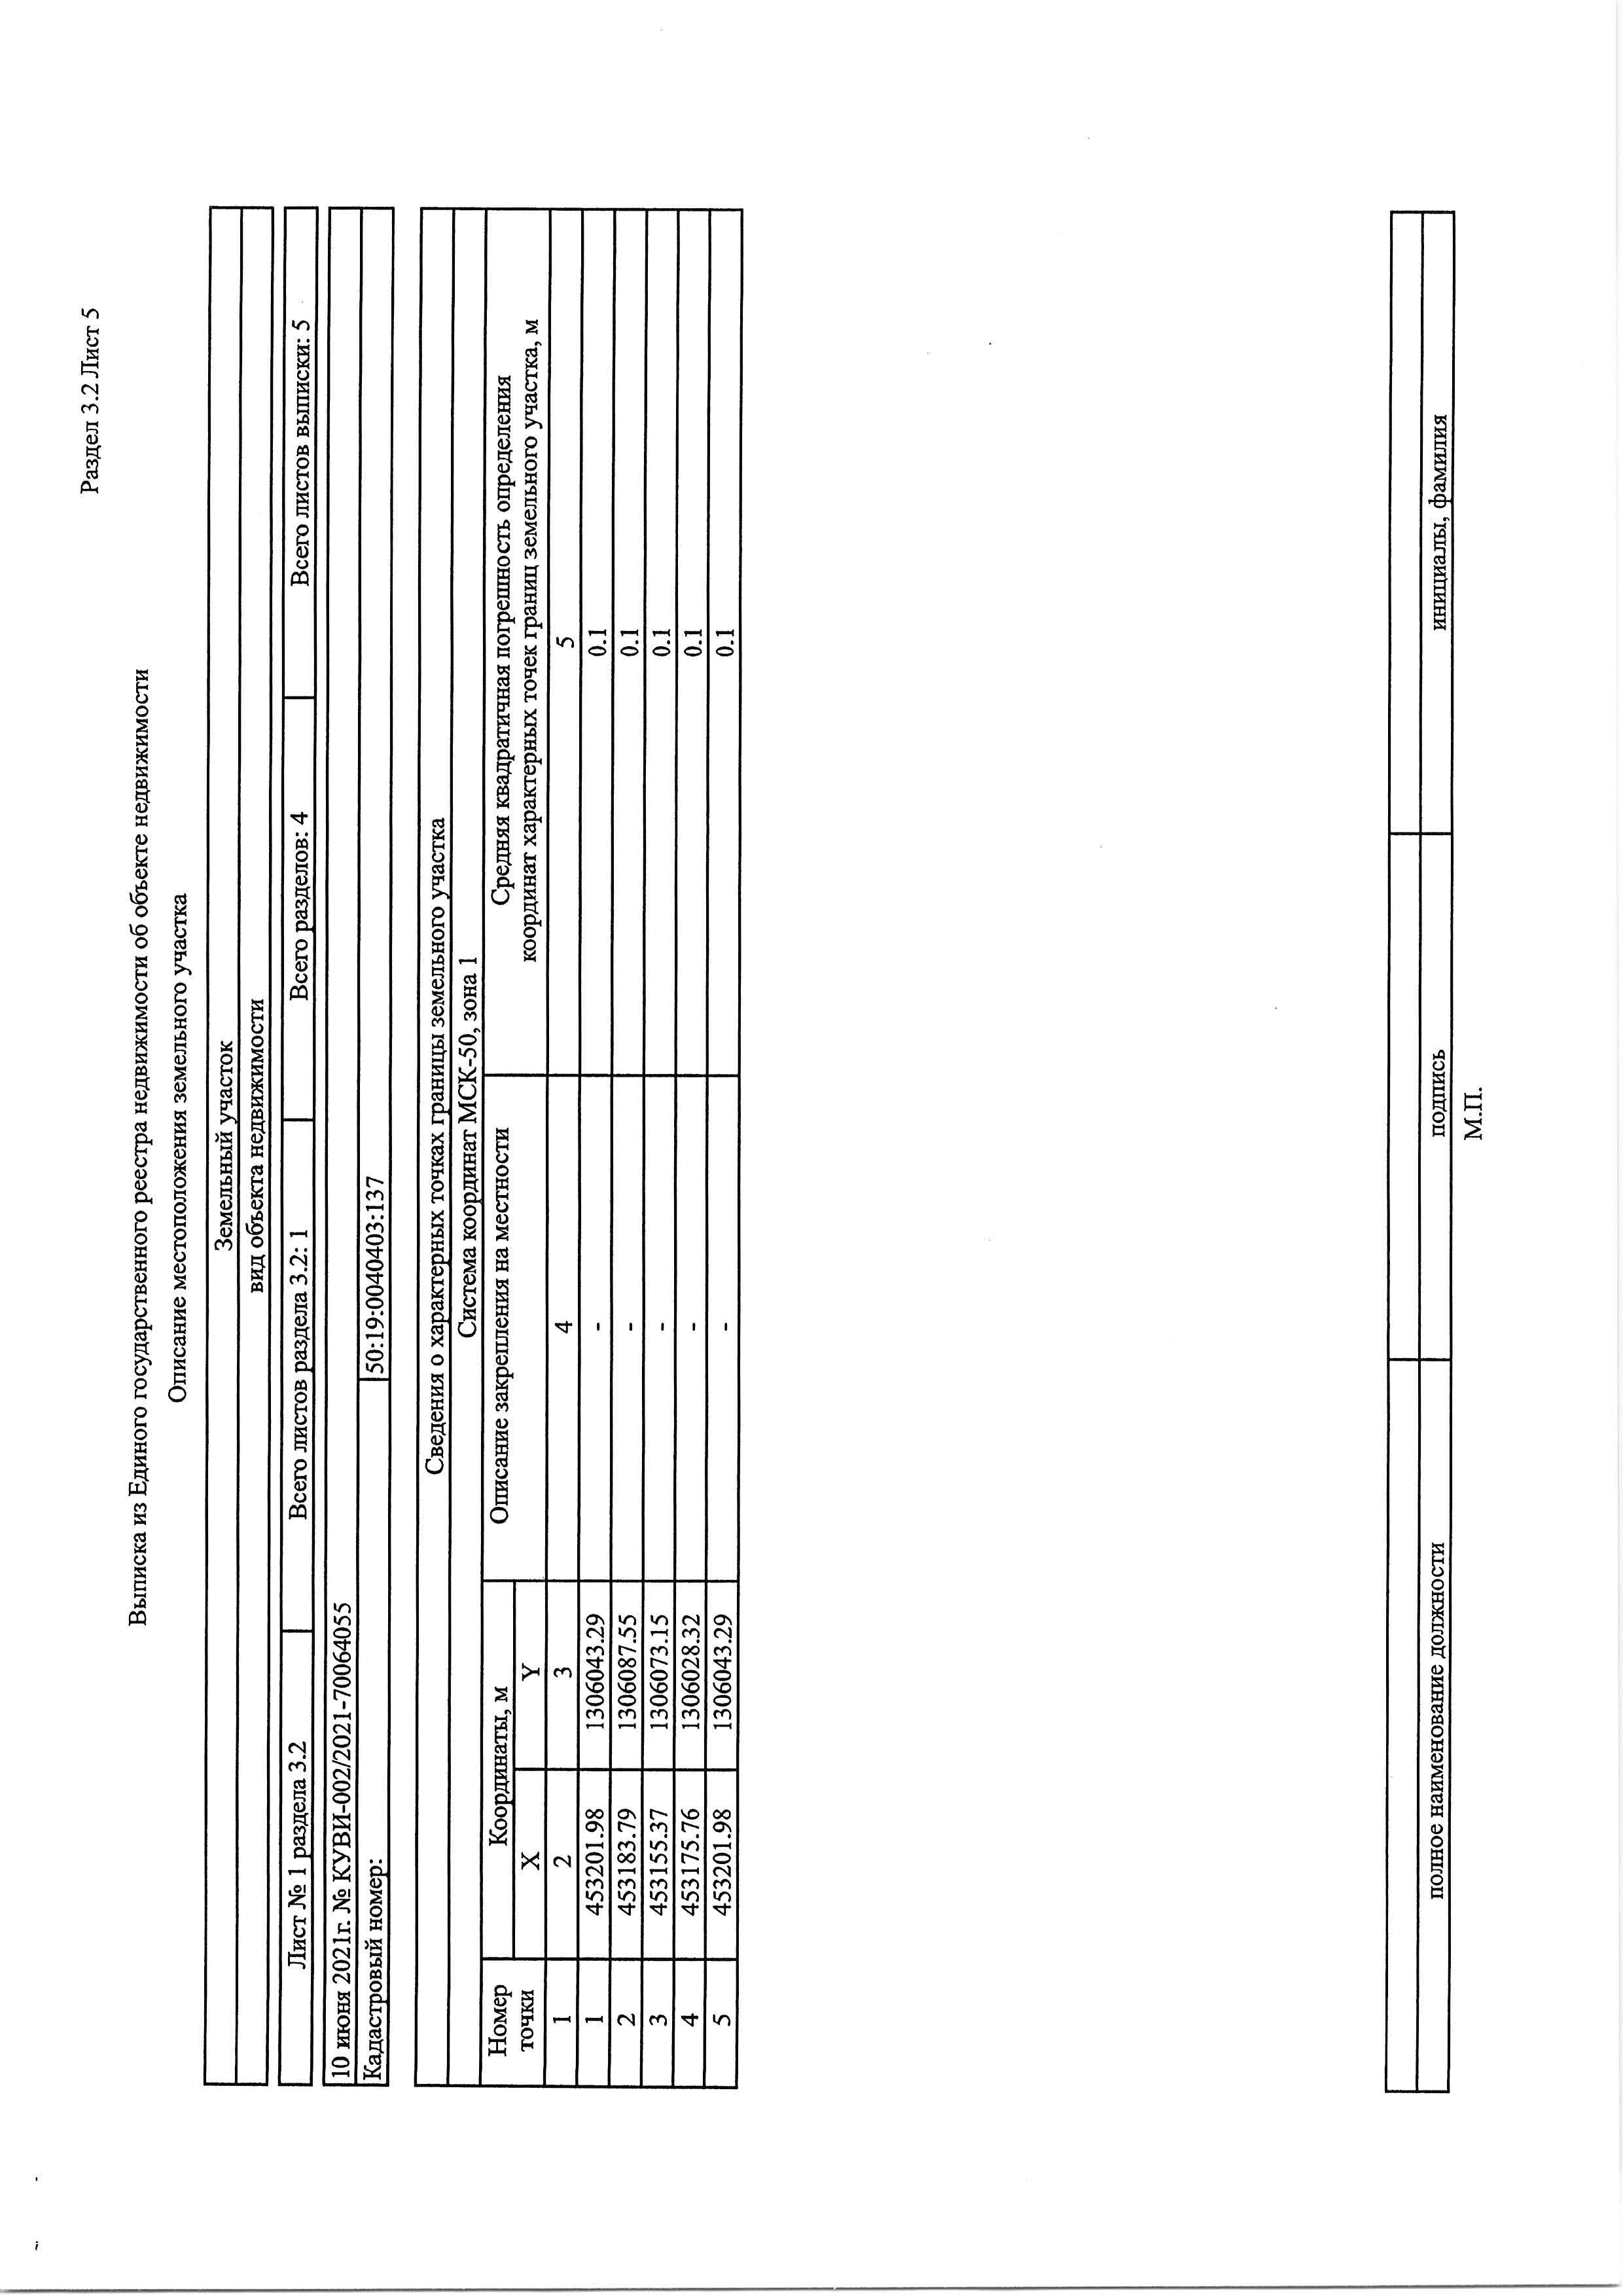 Раздел 3.2 Лист 5
Выписка из Единого государственного реестра недвижимости об объекте недвижимости
Описание местоположения земельного участка
Земельный участок
вид объекта недвижимости
Лист № 1 раздела 3.2 Всего листов раздела 3.2: 1 Всего разделов: 4 Всего листов выписки: 5
10 июня 2021г. № КУВИ-002/2021-70064055
Кадастровый номер: 50:19:0040403:137
Сведения о характерных точках границы земельного участка
Система координат МСК-50, зона 1
Номер точки Координаты, м Описание закрепления на местности Средняя квадратичная погрешность определения
координат характерных точек границ земельного участка, м
X Y
1 2 3 4 5
1 453201.98 1306043.29 - 0.1
2 453183.79 1306087.55 - 0.1
3 453155.37 1306073.15 - 0.1
4 453175.76 1306028.32 - 0.1
5 453201.98 1306043.29 - 0.1
полное наименование должности подпись инициалы, фамилия
М.П.